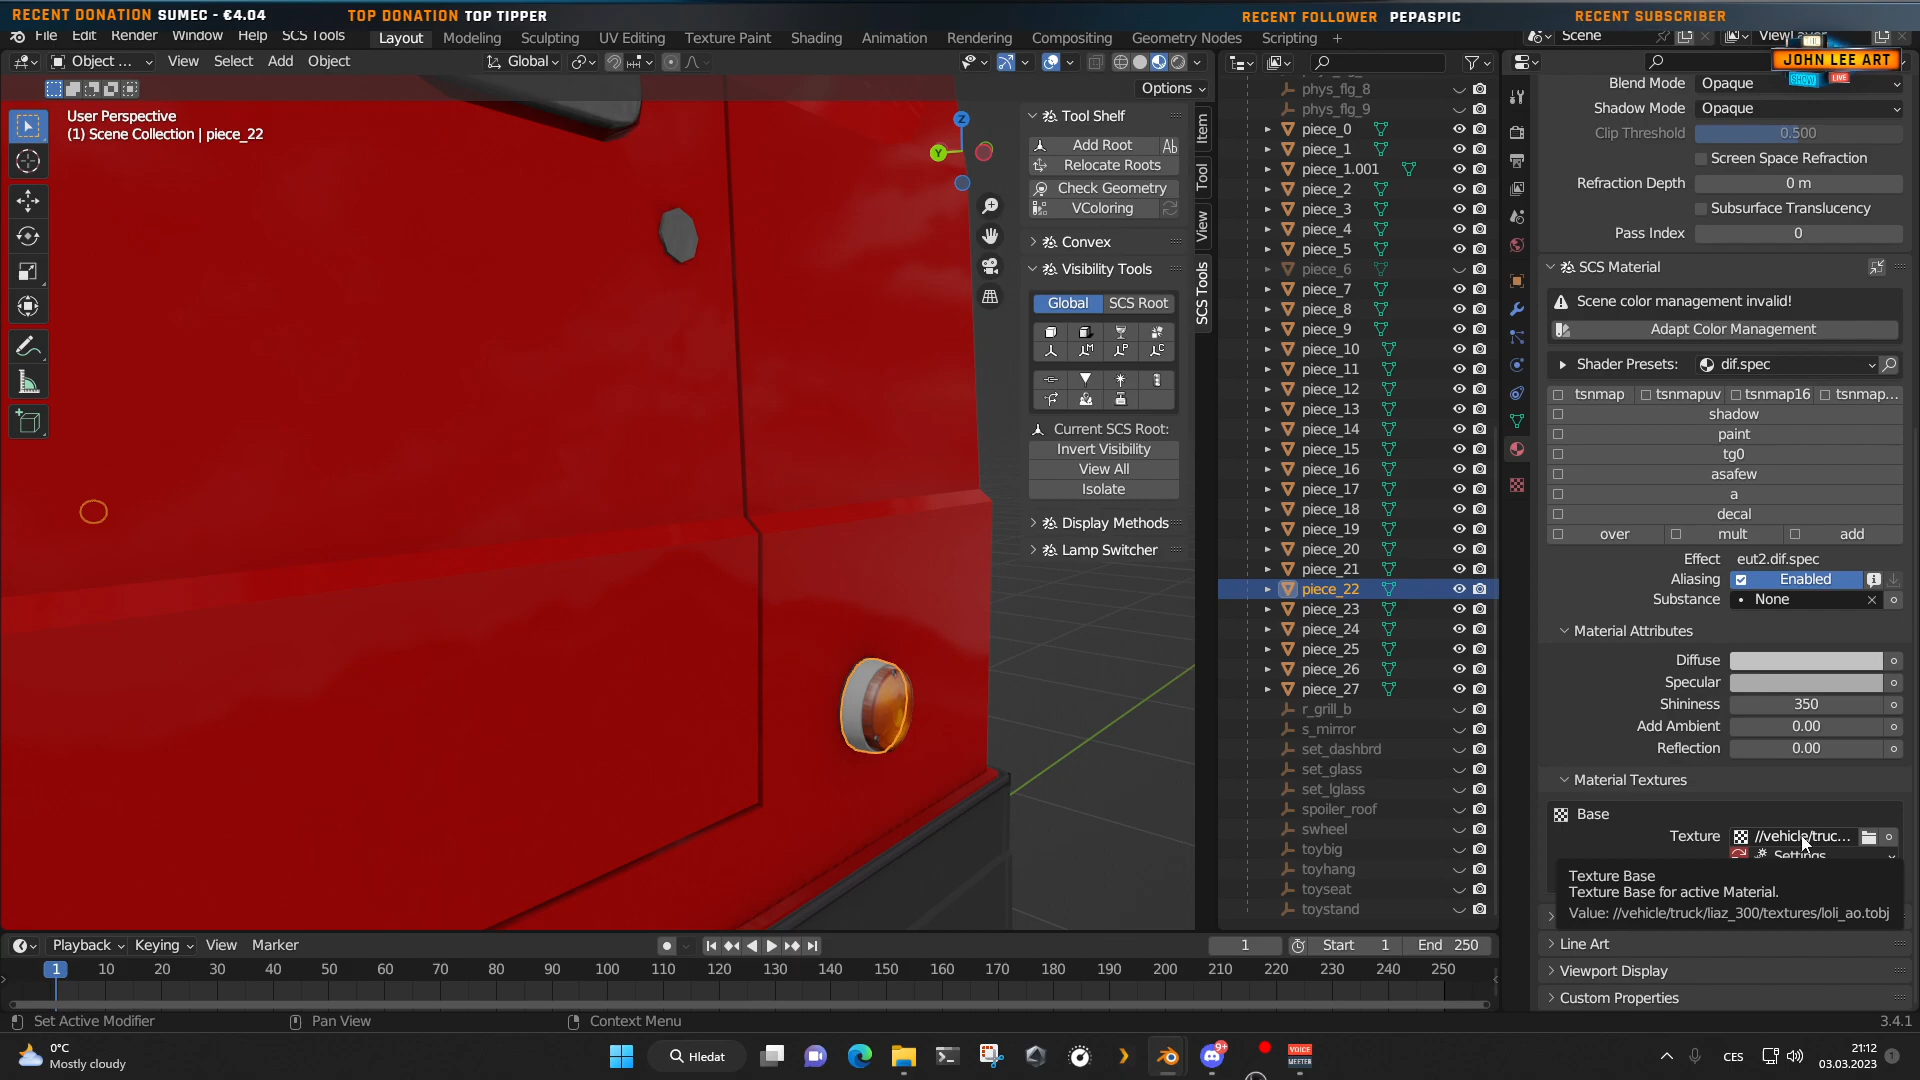 RECENT DONATION SUMEC - €4.04
TOP DONATION TOP TIPPER
RECENT FOLLOWER PEPASPIC
RECENT SUBSCRIBER
File Edit Render Window Help SCS Tools
Layout Modeling Sculpting UV Editing Texture Paint Shading Animation Rendering Compositing Geometry Nodes Scripting +
Scene
ViewLayer
THE
JOHN LEE ART
SHOW LIVE
Object ...
View Select Add Object
Global
Options
User Perspective
(1) Scene Collection | piece_22
Z
Y
Tool Shelf
Add Root Ab
Relocate Roots
Check Geometry
VColoring
Convex
Visibility Tools
Global SCS Root
Current SCS Root:
Invert Visibility
View All
Isolate
Display Methods
Lamp Switcher
Item
Tool
View
SCS Tools
phys_flg_8
phys_flg_9
piece_0
piece_1
piece_1.001
piece_2
piece_3
piece_4
piece_5
piece_6
piece_7
piece_8
piece_9
piece_10
piece_11
piece_12
piece_13
piece_14
piece_15
piece_16
piece_17
piece_18
piece_19
piece_20
piece_21
piece_22
piece_23
piece_24
piece_25
piece_26
piece_27
r_grill_b
s_mirror
set_dashbrd
set_glass
set_lglass
spoiler_roof
swheel
toybig
toyhang
toyseat
toystand
Blend Mode Opaque
Shadow Mode Opaque
Clip Threshold 0.500
Screen Space Refraction
Refraction Depth 0 m
Subsurface Translucency
Pass Index 0
SCS Material
Scene color management invalid!
Adapt Color Management
Shader Presets: dif.spec
tsnmap tsnmapuv tsnmap16 tsnmap...
shadow
paint
tg0
asafew
a
decal
over mult add
Effect eut2.dif.spec
Aliasing Enabled
Substance • None
Material Attributes
Diffuse
Specular
Shininess 350
Add Ambient 0.00
Reflection 0.00
Material Textures
Base
Texture //vehicle/truc...
Settings
Texture Base
Texture Base for active Material.
Value: //vehicle/truck/liaz_300/textures/loli_ao.tobj
Line Art
Viewport Display
Custom Properties
Playback Keying View Marker
1 Start 1 End 250
1 10 20 30 40 50 60 70 80 90 100 110 120 130 140 150 160 170 180 190 200 210 220 230 240 250
Set Active Modifier Pan View Context Menu
3.4.1
0°C
Mostly cloudy
Hledat
9+
VOICE
MEETER
CES
21:12
03.03.2023
1